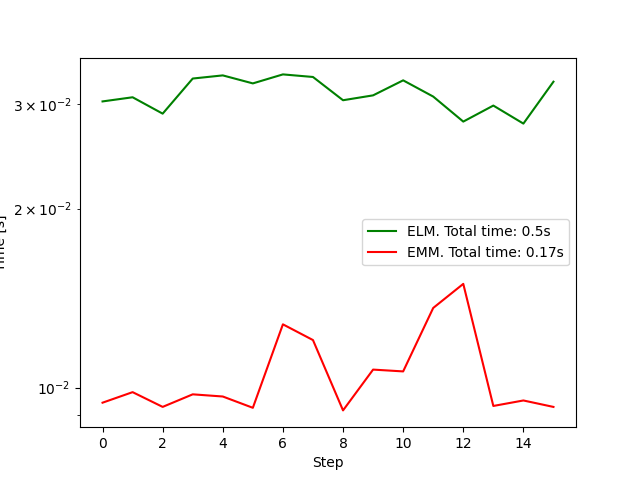 3 × 10⁻²
2 × 10⁻²
10⁻²
Time [s]
ELM. Total time: 0.5s
EMM. Total time: 0.17s
0 2 4 6 8 10 12 14
Step